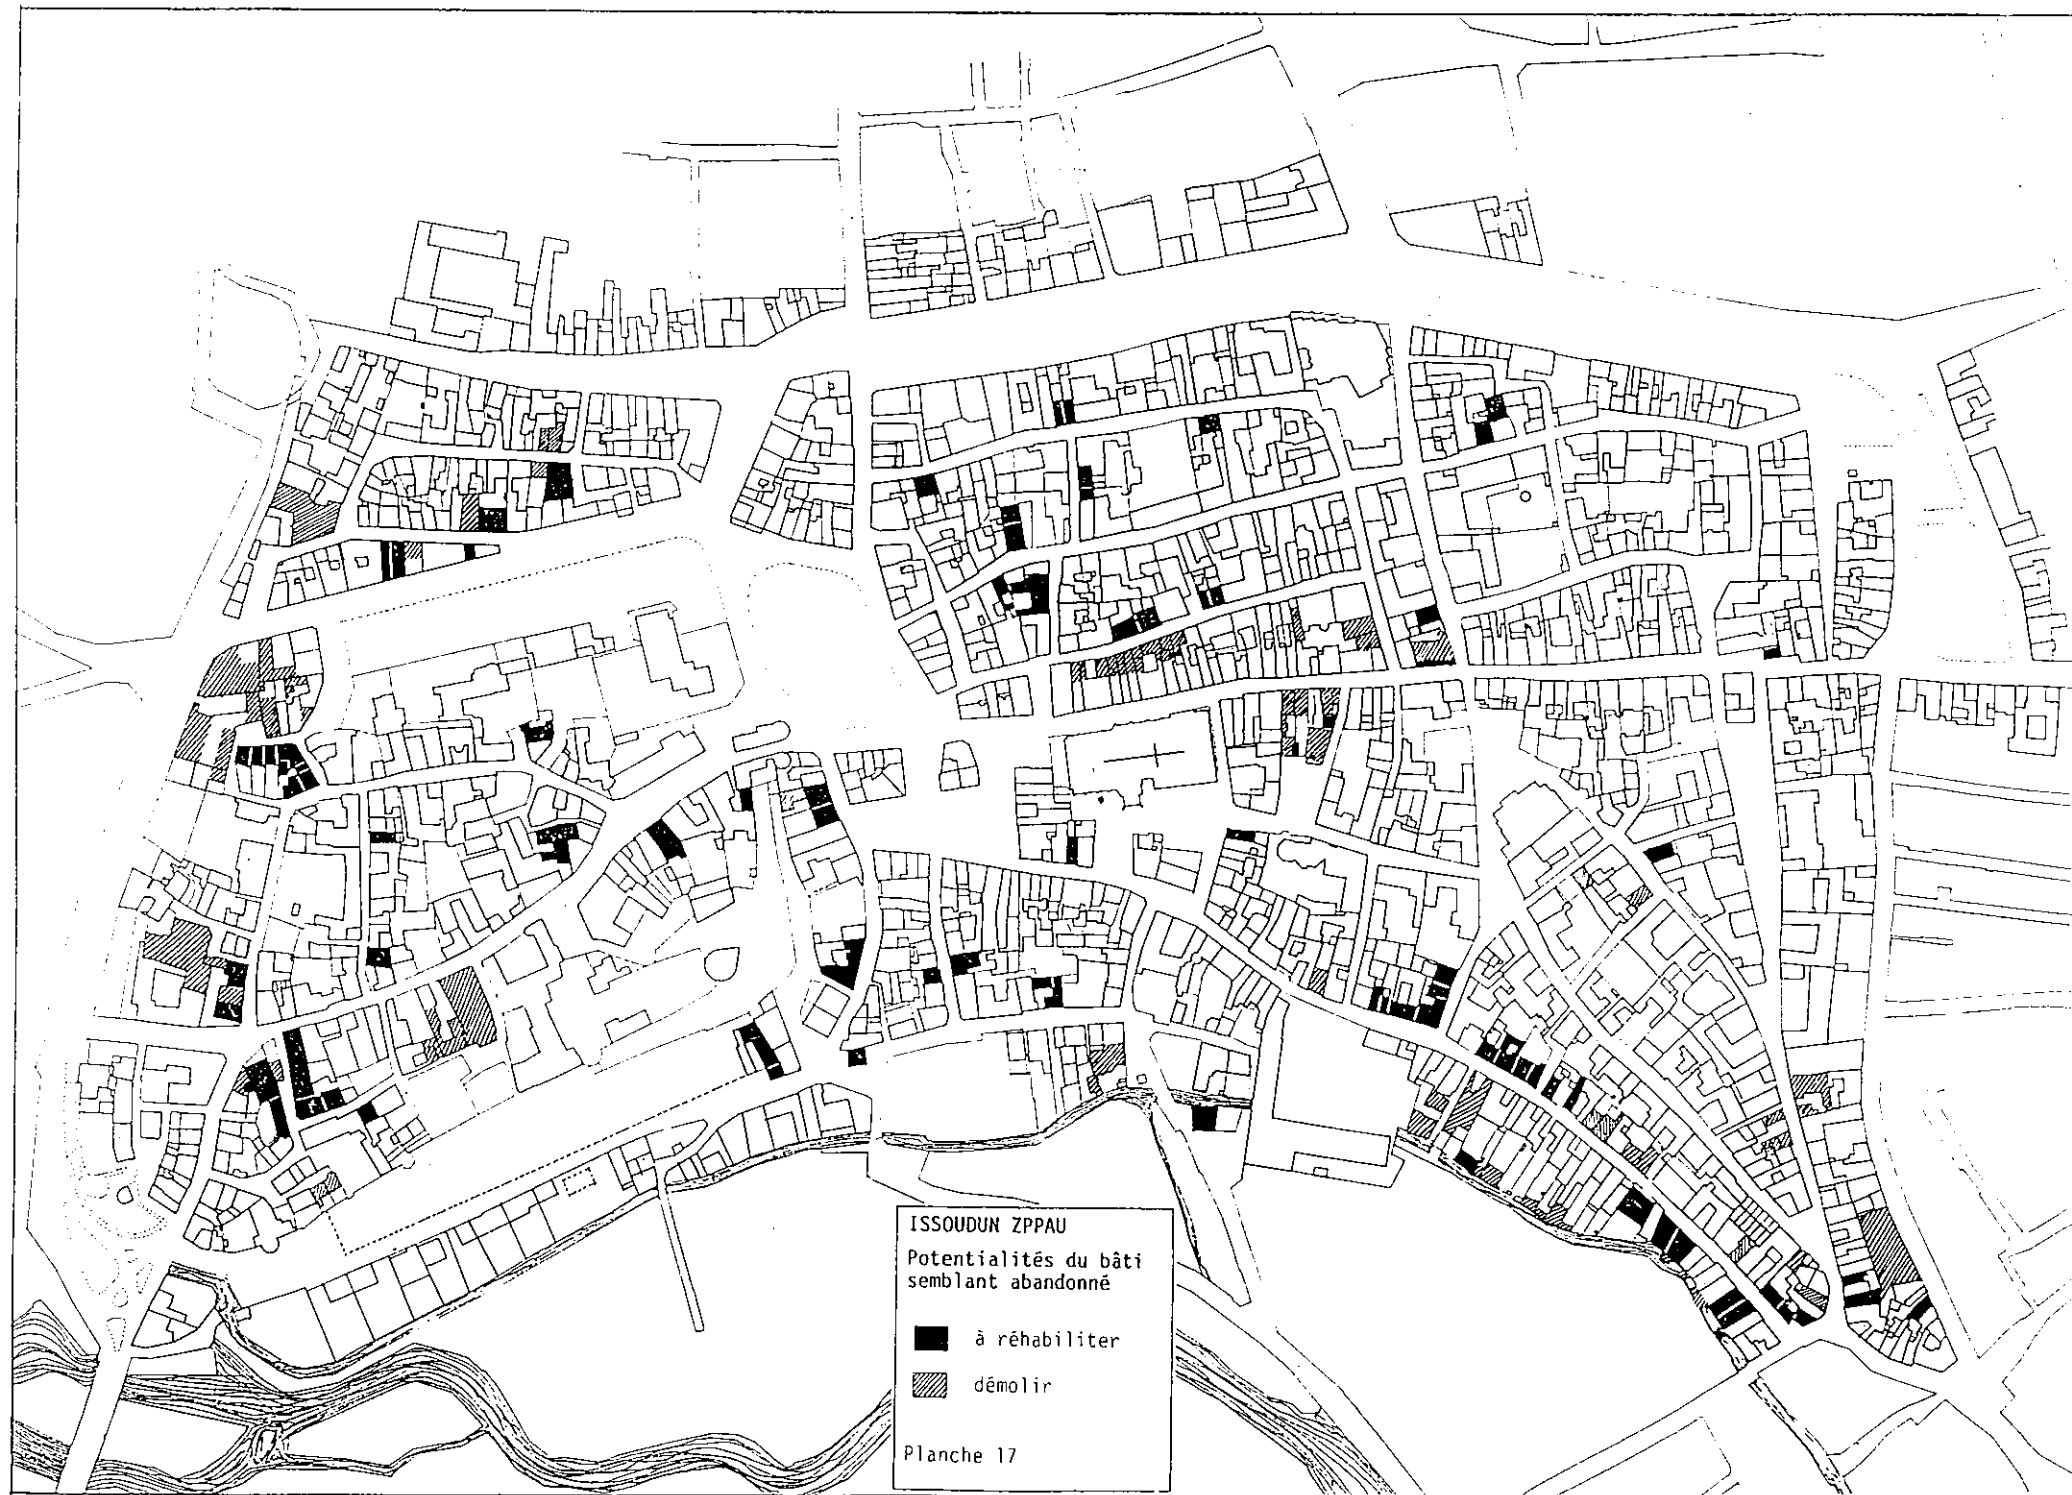 ISSOUDUN ZPPAU
Potentialités du bâti
semblant abandonné
à réhabiliter
démolir
Planche 17